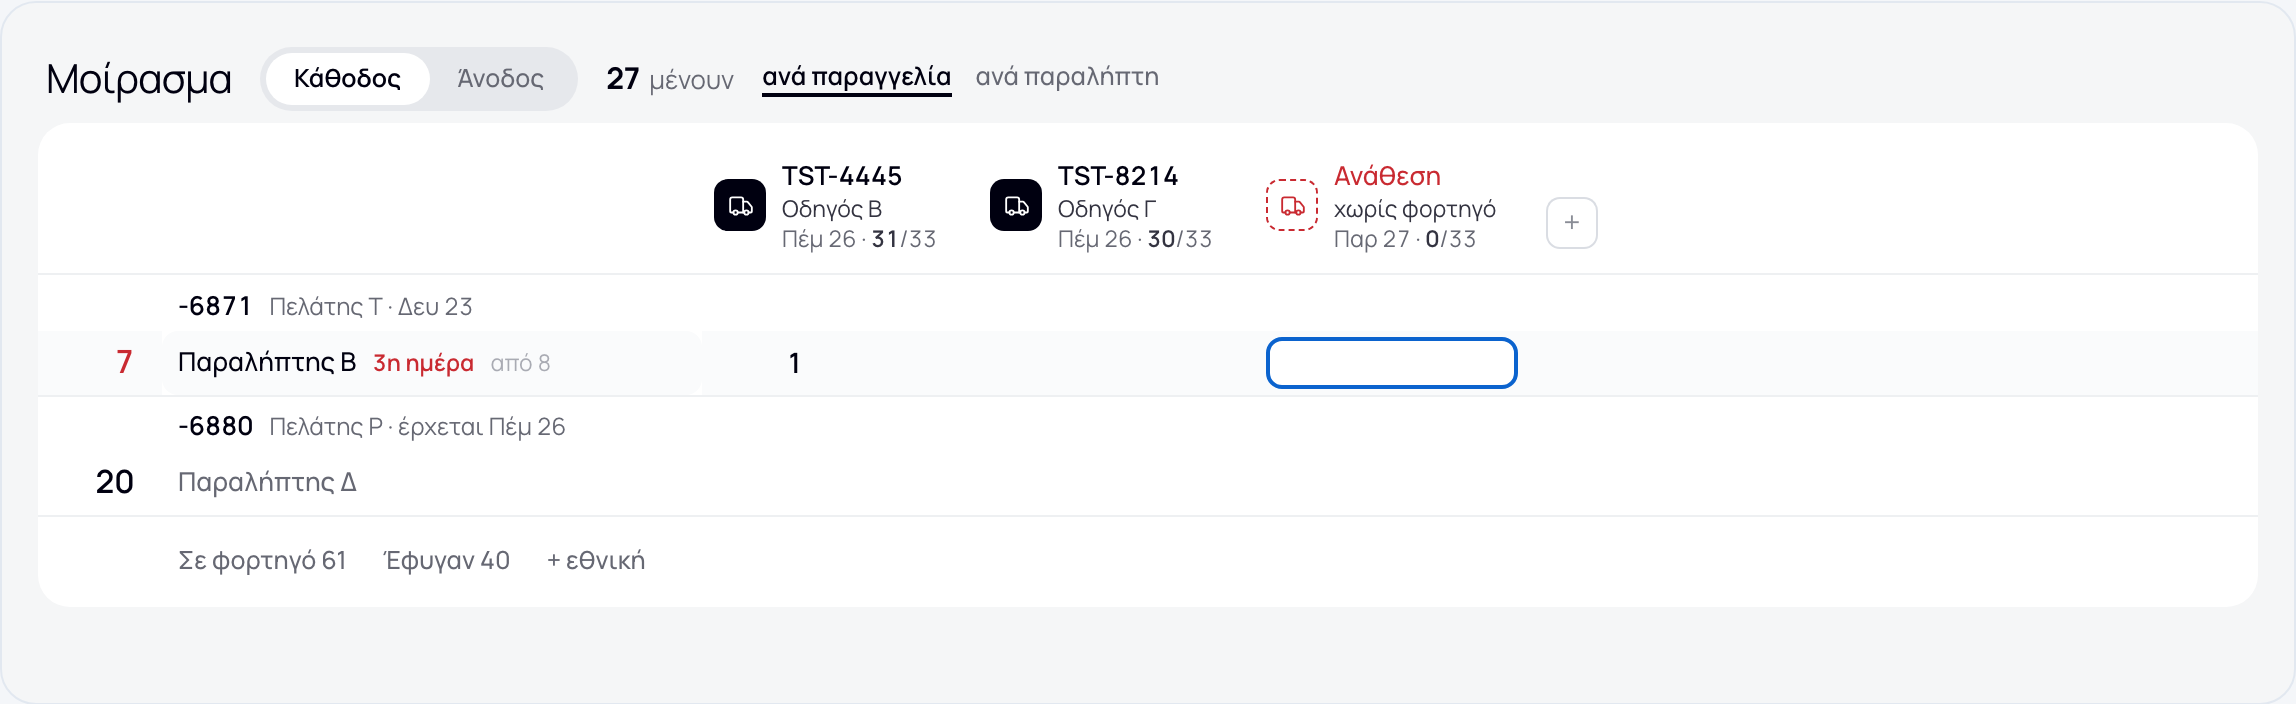 Μοίρασμα Κάθοδος Άνοδος 27 μένουν ανά παραγγελία ανά παραλήπτη
TST-4445 TST-8214 Ανάθεση
Οδηγός Β Οδηγός Γ χωρίς φορτηγό +
Πέμ 26 · 31/33 Πέμ 26 · 30/33 Παρ 27 · 0/33
-6871 Πελάτης Τ · Δευ 23
7 Παραλήπτης Β 3η ημέρα από 8 1
-6880 Πελάτης Ρ · έρχεται Πέμ 26
20 Παραλήπτης Δ
Σε φορτηγό 61 Έφυγαν 40 + εθνική